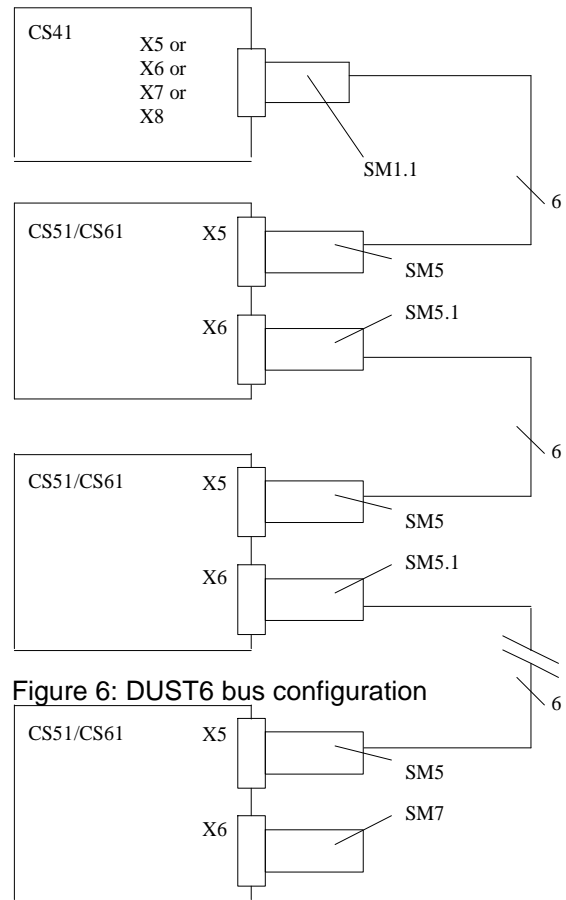 CS41
X5 or
X6 or
X7 or
X8
SM1.1
6
CS51/CS61
X5
SM5
X6
SM5.1
6
CS51/CS61
X5
SM5
X6
SM5.1
Figure 6: DUST6 bus configuration
6
CS51/CS61
X5
SM5
X6
SM7